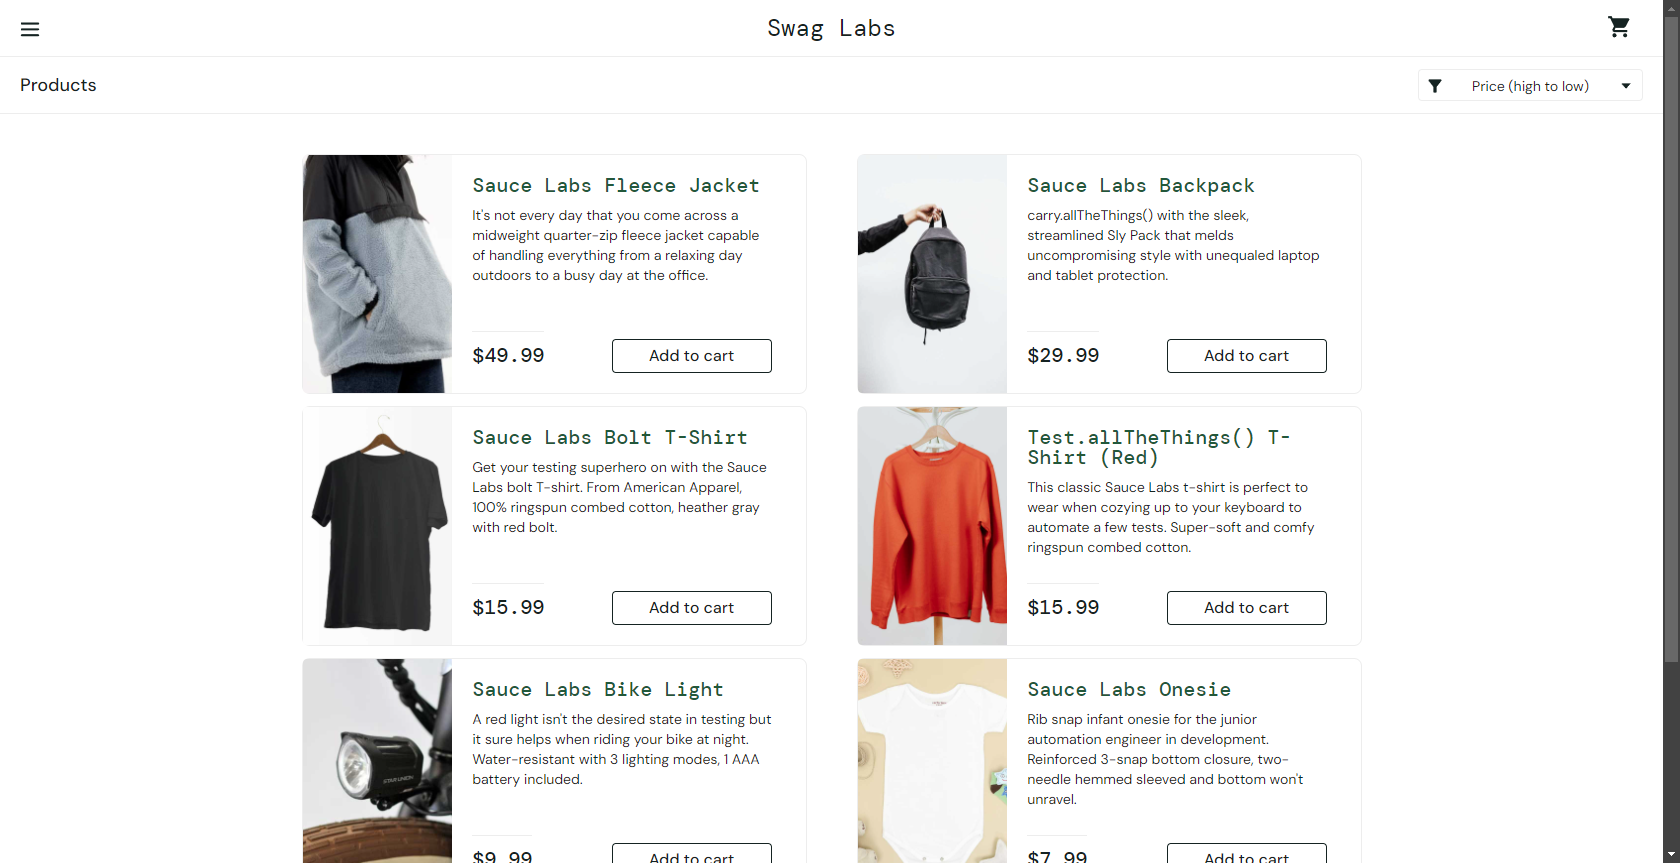 Swag Labs
Products
Price (high to low)
Sauce Labs Fleece Jacket
It's not every day that you come across a
midweight quarter-zip fleece jacket capable
of handling everything from a relaxing day
outdoors to a busy day at the office.
$49.99
Add to cart
Sauce Labs Backpack
carry.allTheThings() with the sleek,
streamlined Sly Pack that melds
uncompromising style with unequaled laptop
and tablet protection.
$29.99
Add to cart
Sauce Labs Bolt T-Shirt
Get your testing superhero on with the Sauce
Labs bolt T-shirt. From American Apparel,
100% ringspun combed cotton, heather gray
with red bolt.
$15.99
Add to cart
Test.allTheThings() T-
Shirt (Red)
This classic Sauce Labs t-shirt is perfect to
wear when cozying up to your keyboard to
automate a few tests. Super-soft and comfy
ringspun combed cotton.
$15.99
Add to cart
STAR UNION
Sauce Labs Bike Light
A red light isn't the desired state in testing but
it sure helps when riding your bike at night.
Water-resistant with 3 lighting modes, 1 AAA
battery included.
$9.99
Add to cart
Sauce Labs Onesie
Rib snap infant onesie for the junior
automation engineer in development.
Reinforced 3-snap bottom closure, two-
needle hemmed sleeved and bottom won't
unravel.
$7.99
Add to cart